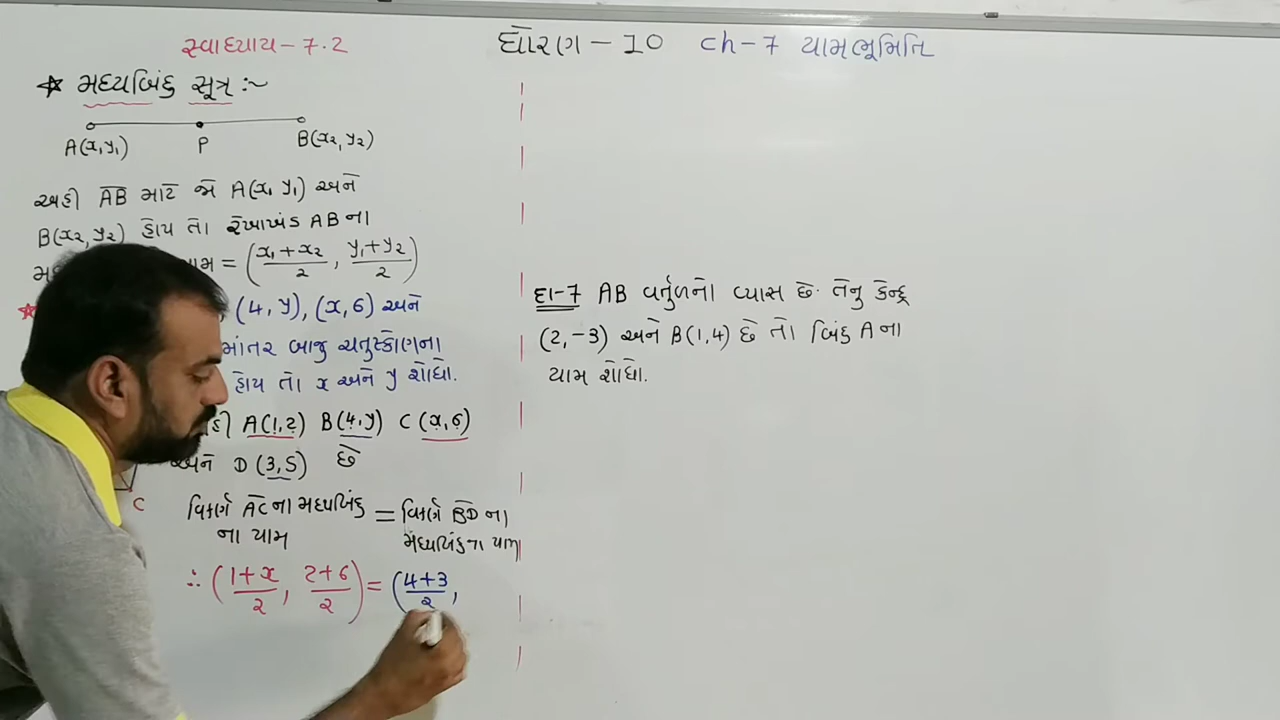 સ્વાધ્યાય - 7.2
ધોરણ - 10 Ch-7 યામભૂમિતિ
★ મધ્યબિંદુ સૂત્ર :~
A(x₁, y₁) P B(x₂, y₂)
અહી AB માટે જો A(x₁, y₁) અને
B(x₂, y₂) હોય તો રેખાખંડ AB ના
= (x₁+x₂/2, y₁+y₂/2)
(4, y), (x, 6) અને
બાજુ ચતુષ્કોણના
હોય તો x અને y શોધો.
A(1,2) B(4,y) C(x,6)
અને D(3,5) છે
C
વિકર્ણ AC ના મધ્યબિંદુ ના યામ = વિકર્ણ BD ના મધ્યબિંદુના યામ
∴ (1+x/2, 2+6/2) = (4+3/2,
દા-7 AB વર્તુળનો વ્યાસ છે. તેનુ કેન્દ્ર
(2, -3) અને B(1,4) છે તો બિંદુ A ના
યામ શોધો.